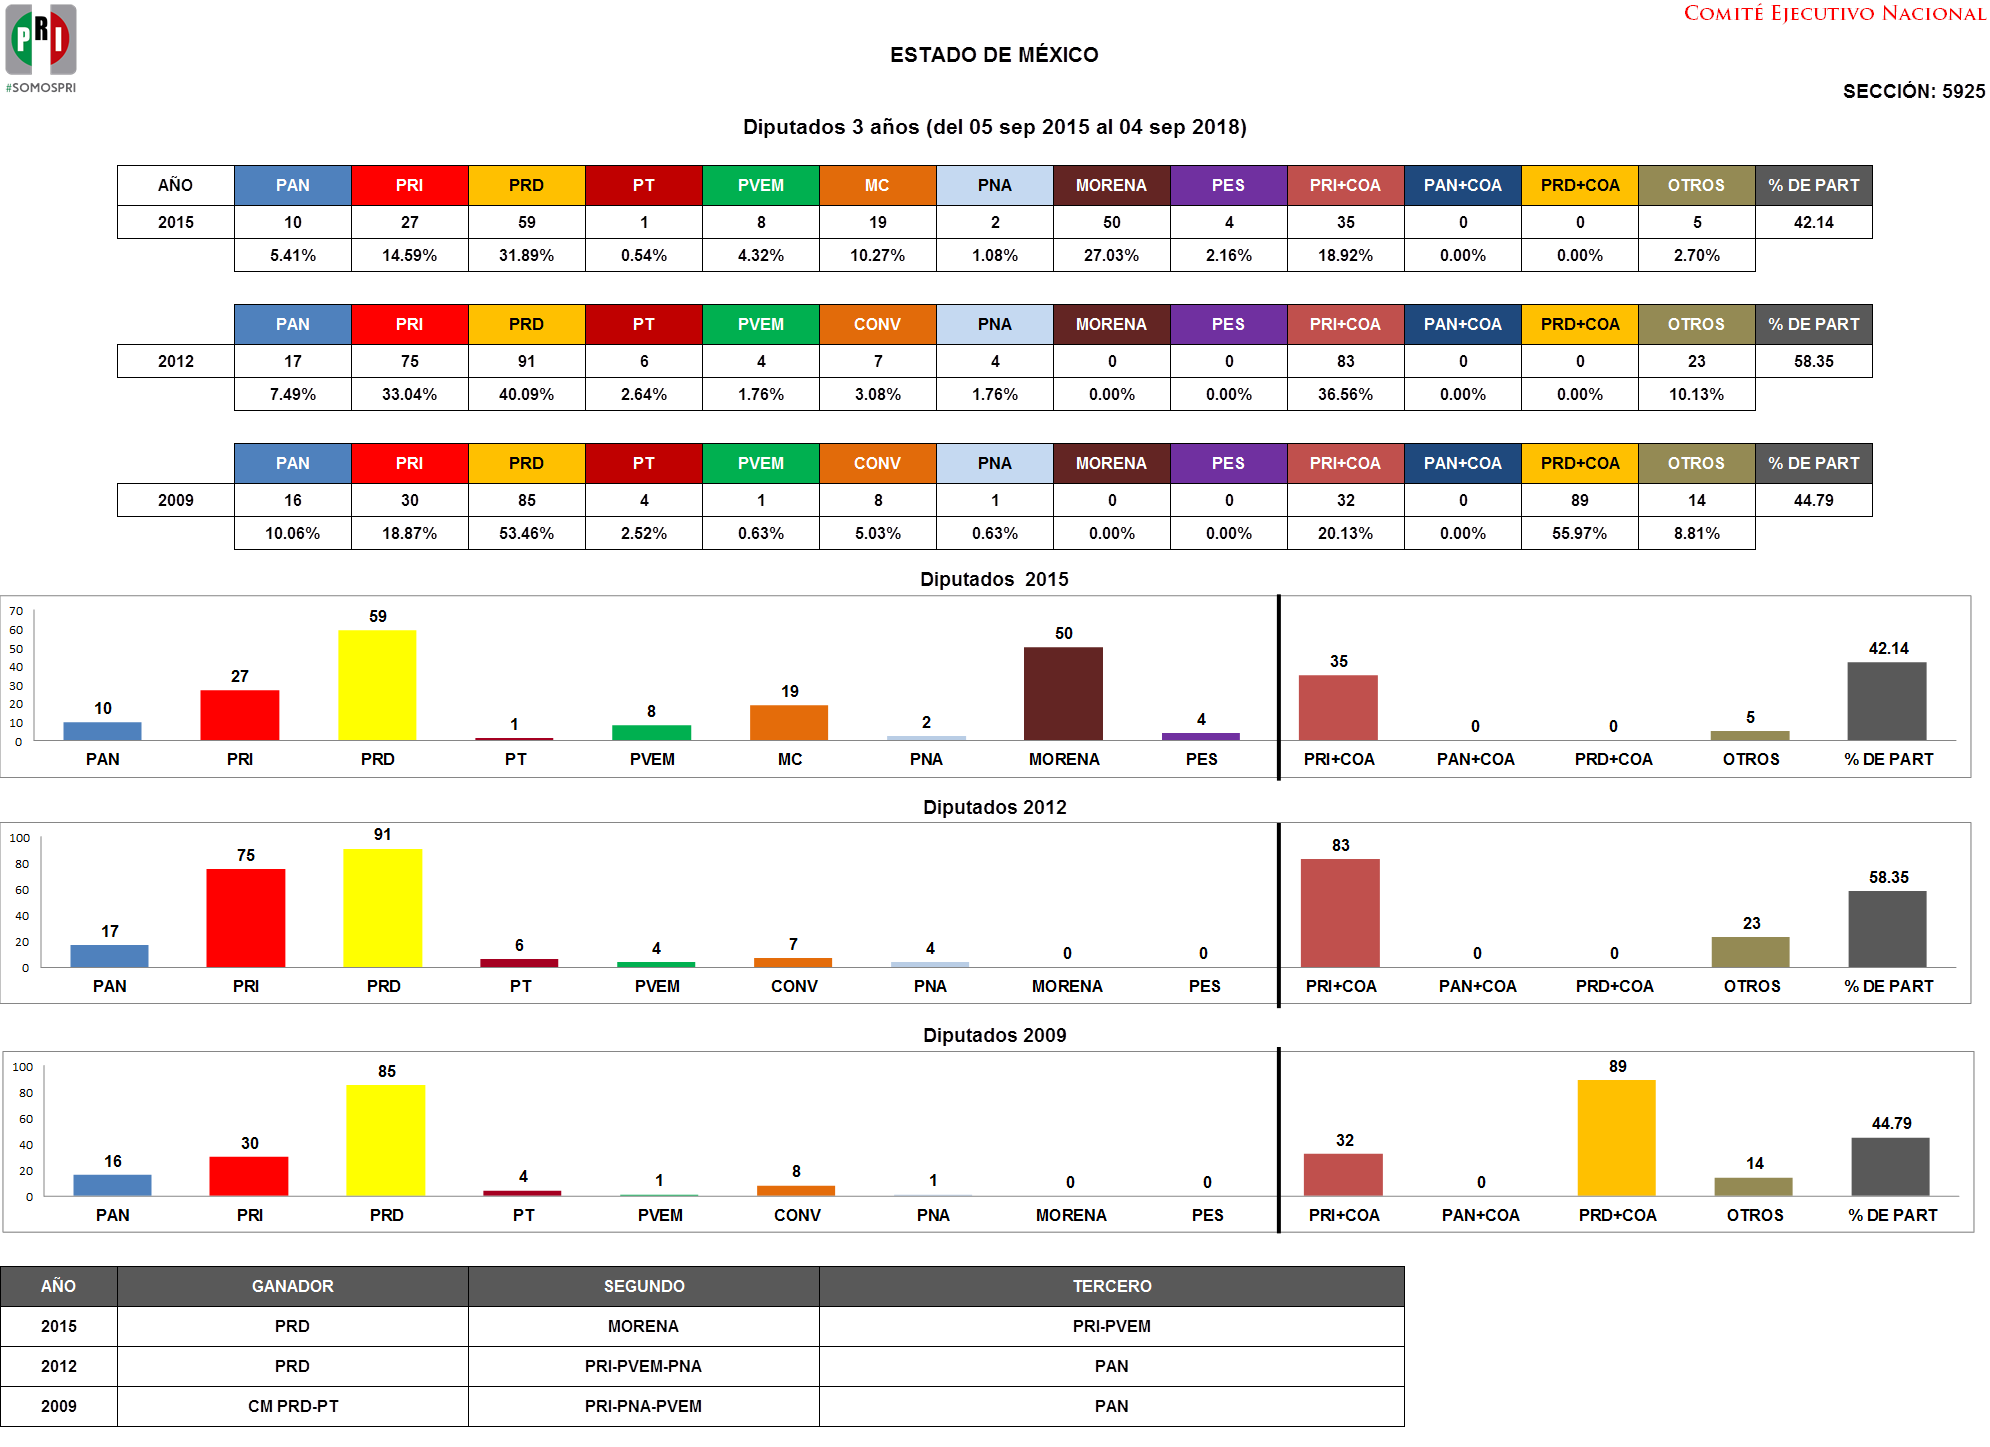 PRI
#SOMOSPRI
COMITÉ EJECUTIVO NACIONAL
ESTADO DE MÉXICO
SECCIÓN: 5925
Diputados 3 años (del 05 sep 2015 al 04 sep 2018)
AÑO PAN PRI PRD PT PVEM MC PNA MORENA PES PRI+COA PAN+COA PRD+COA OTROS % DE PART
2015 10 27 59 1 8 19 2 50 4 35 0 0 5 42.14
5.41% 14.59% 31.89% 0.54% 4.32% 10.27% 1.08% 27.03% 2.16% 18.92% 0.00% 0.00% 2.70%
PAN PRI PRD PT PVEM CONV PNA MORENA PES PRI+COA PAN+COA PRD+COA OTROS % DE PART
2012 17 75 91 6 4 7 4 0 0 83 0 0 23 58.35
7.49% 33.04% 40.09% 2.64% 1.76% 3.08% 1.76% 0.00% 0.00% 36.56% 0.00% 0.00% 10.13%
PAN PRI PRD PT PVEM CONV PNA MORENA PES PRI+COA PAN+COA PRD+COA OTROS % DE PART
2009 16 30 85 4 1 8 1 0 0 32 0 89 14 44.79
10.06% 18.87% 53.46% 2.52% 0.63% 5.03% 0.63% 0.00% 0.00% 20.13% 0.00% 55.97% 8.81%
Diputados 2015
70
60
50
40
30
20
10
0
10 27 59 1 8 19 2 50 4 35 0 0 5 42.14
PAN PRI PRD PT PVEM MC PNA MORENA PES PRI+COA PAN+COA PRD+COA OTROS % DE PART
Diputados 2012
100
80
60
40
20
0
17 75 91 6 4 7 4 0 0 83 0 0 23 58.35
PAN PRI PRD PT PVEM CONV PNA MORENA PES PRI+COA PAN+COA PRD+COA OTROS % DE PART
Diputados 2009
100
80
60
40
20
0
16 30 85 4 1 8 1 0 0 32 0 89 14 44.79
PAN PRI PRD PT PVEM CONV PNA MORENA PES PRI+COA PAN+COA PRD+COA OTROS % DE PART
AÑO GANADOR SEGUNDO TERCERO
2015 PRD MORENA PRI-PVEM
2012 PRD PRI-PVEM-PNA PAN
2009 CM PRD-PT PRI-PNA-PVEM PAN